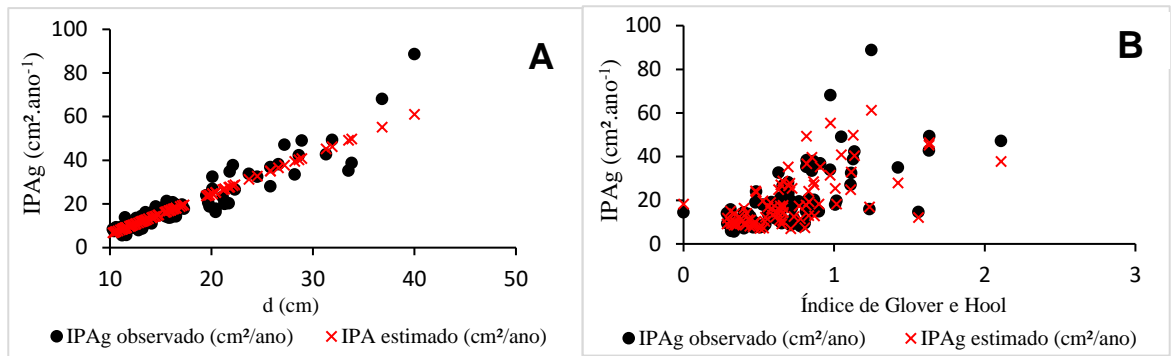 A
IPAg (cm².ano⁻¹)
100
80
60
40
20
0
10 20 30 40 50
d (cm)
IPAg observado (cm²/ano) IPA estimado (cm²/ano)
B
IPAg (cm².ano⁻¹)
100
80
60
40
20
0
0 1 2 3
Índice de Glover e Hool
IPAg observado (cm²/ano) IPAg estimado (cm²/ano)